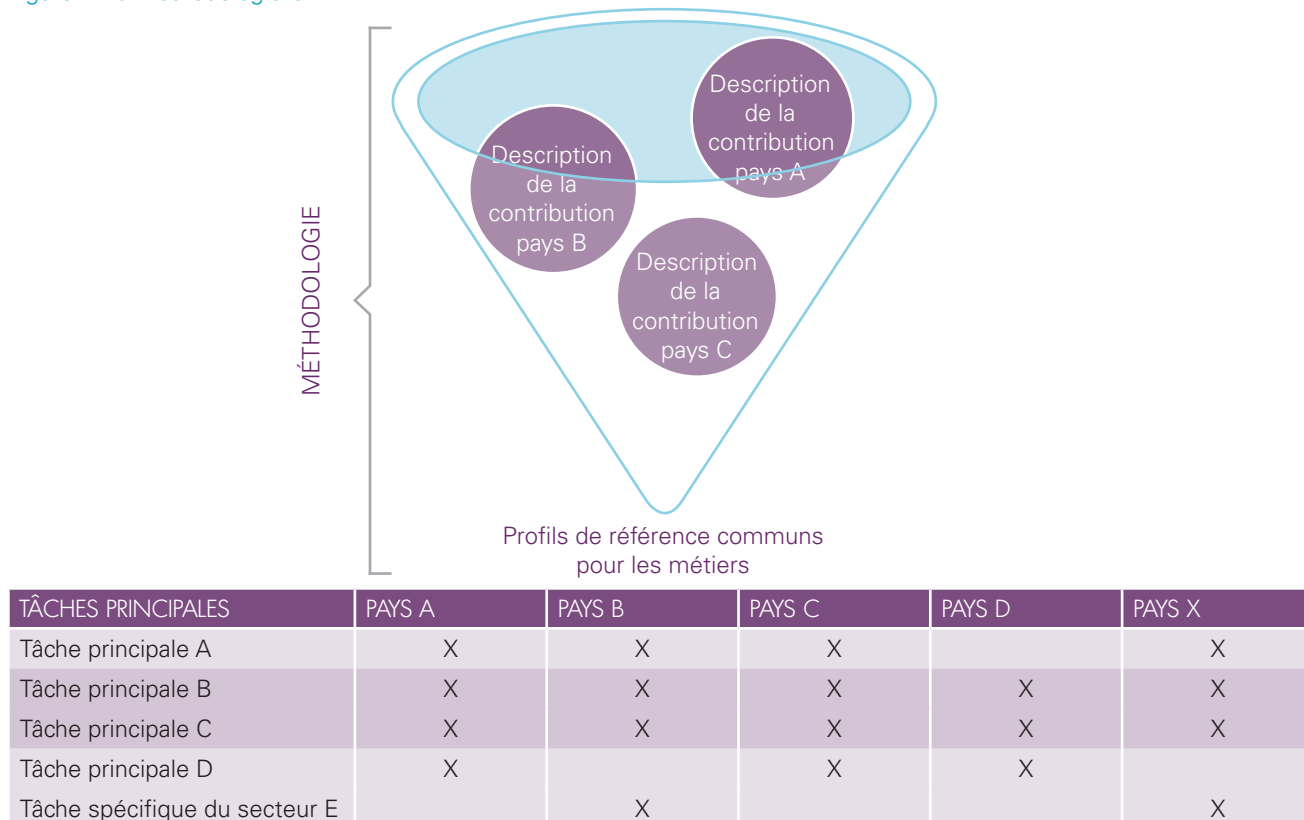 Description
de la
contribution
pays A
Description
de la
contribution
pays B
Description
de la
contribution
pays C
MÉTHODOLOGIE
Profils de référence communs
pour les métiers
TÂCHES PRINCIPALES PAYS A PAYS B PAYS C PAYS D PAYS X
Tâche principale A X X X X
Tâche principale B X X X X X
Tâche principale C X X X X X
Tâche principale D X X X
Tâche spécifique du secteur E X X